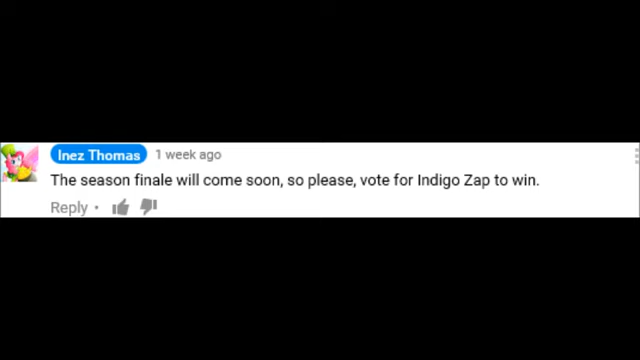 Inez Thomas 1 week ago
The season finale will come soon, so please, vote for Indigo Zap to win.
Reply •